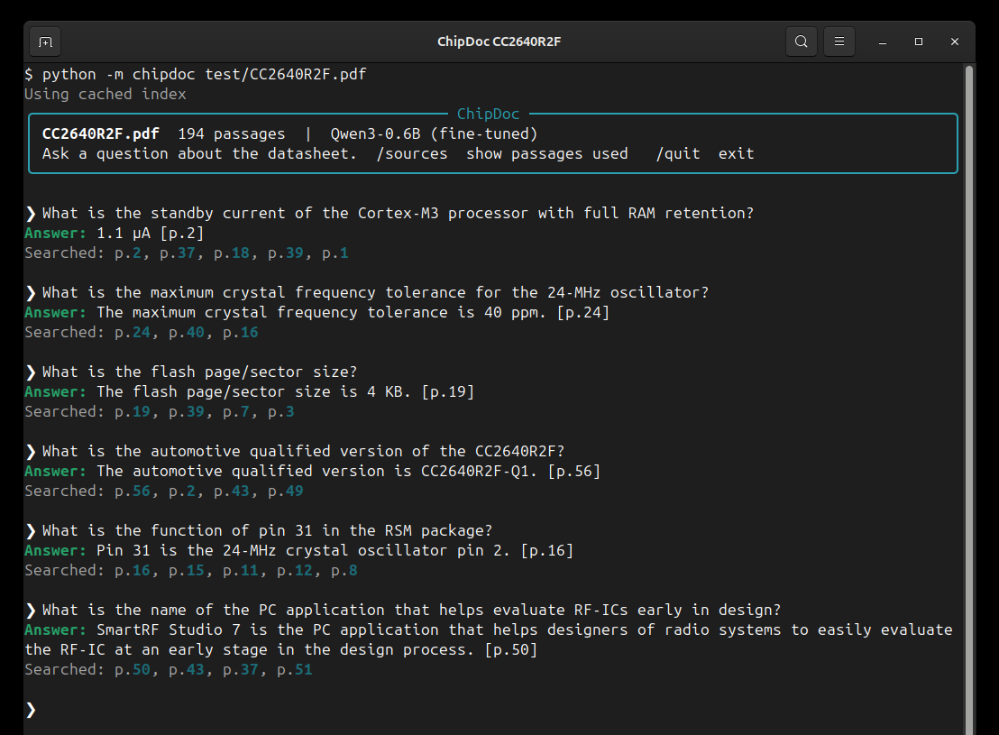 ChipDoc CC2640R2F
$ python -m chipdoc test/CC2640R2F.pdf
Using cached index
ChipDoc
CC2640R2F.pdf  194 passages  |  Qwen3-0.6B (fine-tuned)
Ask a question about the datasheet.  /sources  show passages used   /quit  exit
❯ What is the standby current of the Cortex-M3 processor with full RAM retention?
Answer: 1.1 µA [p.2]
Searched: p.2, p.37, p.18, p.39, p.1
❯ What is the maximum crystal frequency tolerance for the 24-MHz oscillator?
Answer: The maximum crystal frequency tolerance is 40 ppm. [p.24]
Searched: p.24, p.40, p.16
❯ What is the flash page/sector size?
Answer: The flash page/sector size is 4 KB. [p.19]
Searched: p.19, p.39, p.7, p.3
❯ What is the automotive qualified version of the CC2640R2F?
Answer: The automotive qualified version is CC2640R2F-Q1. [p.56]
Searched: p.56, p.2, p.43, p.49
❯ What is the function of pin 31 in the RSM package?
Answer: Pin 31 is the 24-MHz crystal oscillator pin 2. [p.16]
Searched: p.16, p.15, p.11, p.12, p.8
❯ What is the name of the PC application that helps evaluate RF-ICs early in design?
Answer: SmartRF Studio 7 is the PC application that helps designers of radio systems to easily evaluate
the RF-IC at an early stage in the design process. [p.50]
Searched: p.50, p.43, p.37, p.51
❯